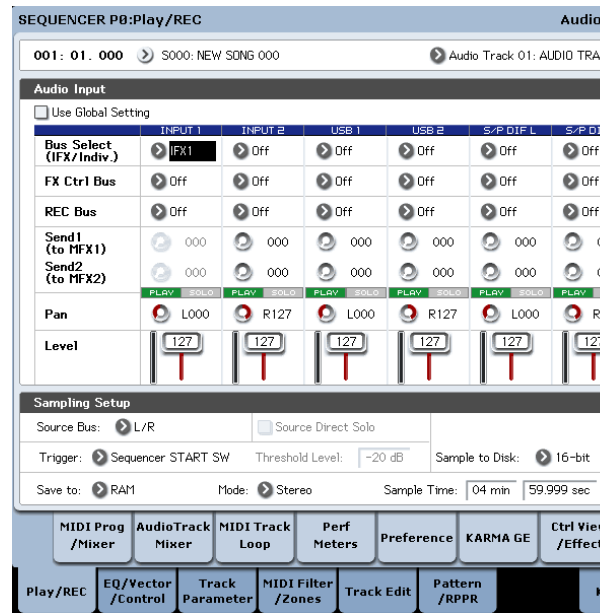 SEQUENCER P0:Play/REC Audio
001: 01. 000 S000: NEW SONG 000 Audio Track 01: AUDIO TRA
Audio Input
Use Global Setting
INPUT 1 INPUT 2 USB 1 USB 2 S/P DIF L S/P DI
Bus Select (IFX/Indiv.) IFX1 Off Off Off Off Off
FX Ctrl Bus Off Off Off Off Off Off
REC Bus Off Off Off Off Off Off
Send1 (to MFX1) 000 000 000 000 000
Send2 (to MFX2) 000 000 000 000 000
PLAY SOLO PLAY SOLO PLAY SOLO PLAY SOLO PLAY SOLO PLAY
Pan L000 R127 L000 R127 L000 R
Level 127 127 127 127 127 127
Sampling Setup
Source Bus: L/R Source Direct Solo
Trigger: Sequencer START SW Threshold Level: -20 dB Sample to Disk: 16-bit
Save to: RAM Mode: Stereo Sample Time: 04 min 59.999 sec
MIDI Prog /Mixer AudioTrack Mixer MIDI Track Loop Perf Meters Preference KARMA GE Ctrl View /Effec
Play/REC EQ/Vector /Control Track Parameter MIDI Filter /Zones Track Edit Pattern /RPPR